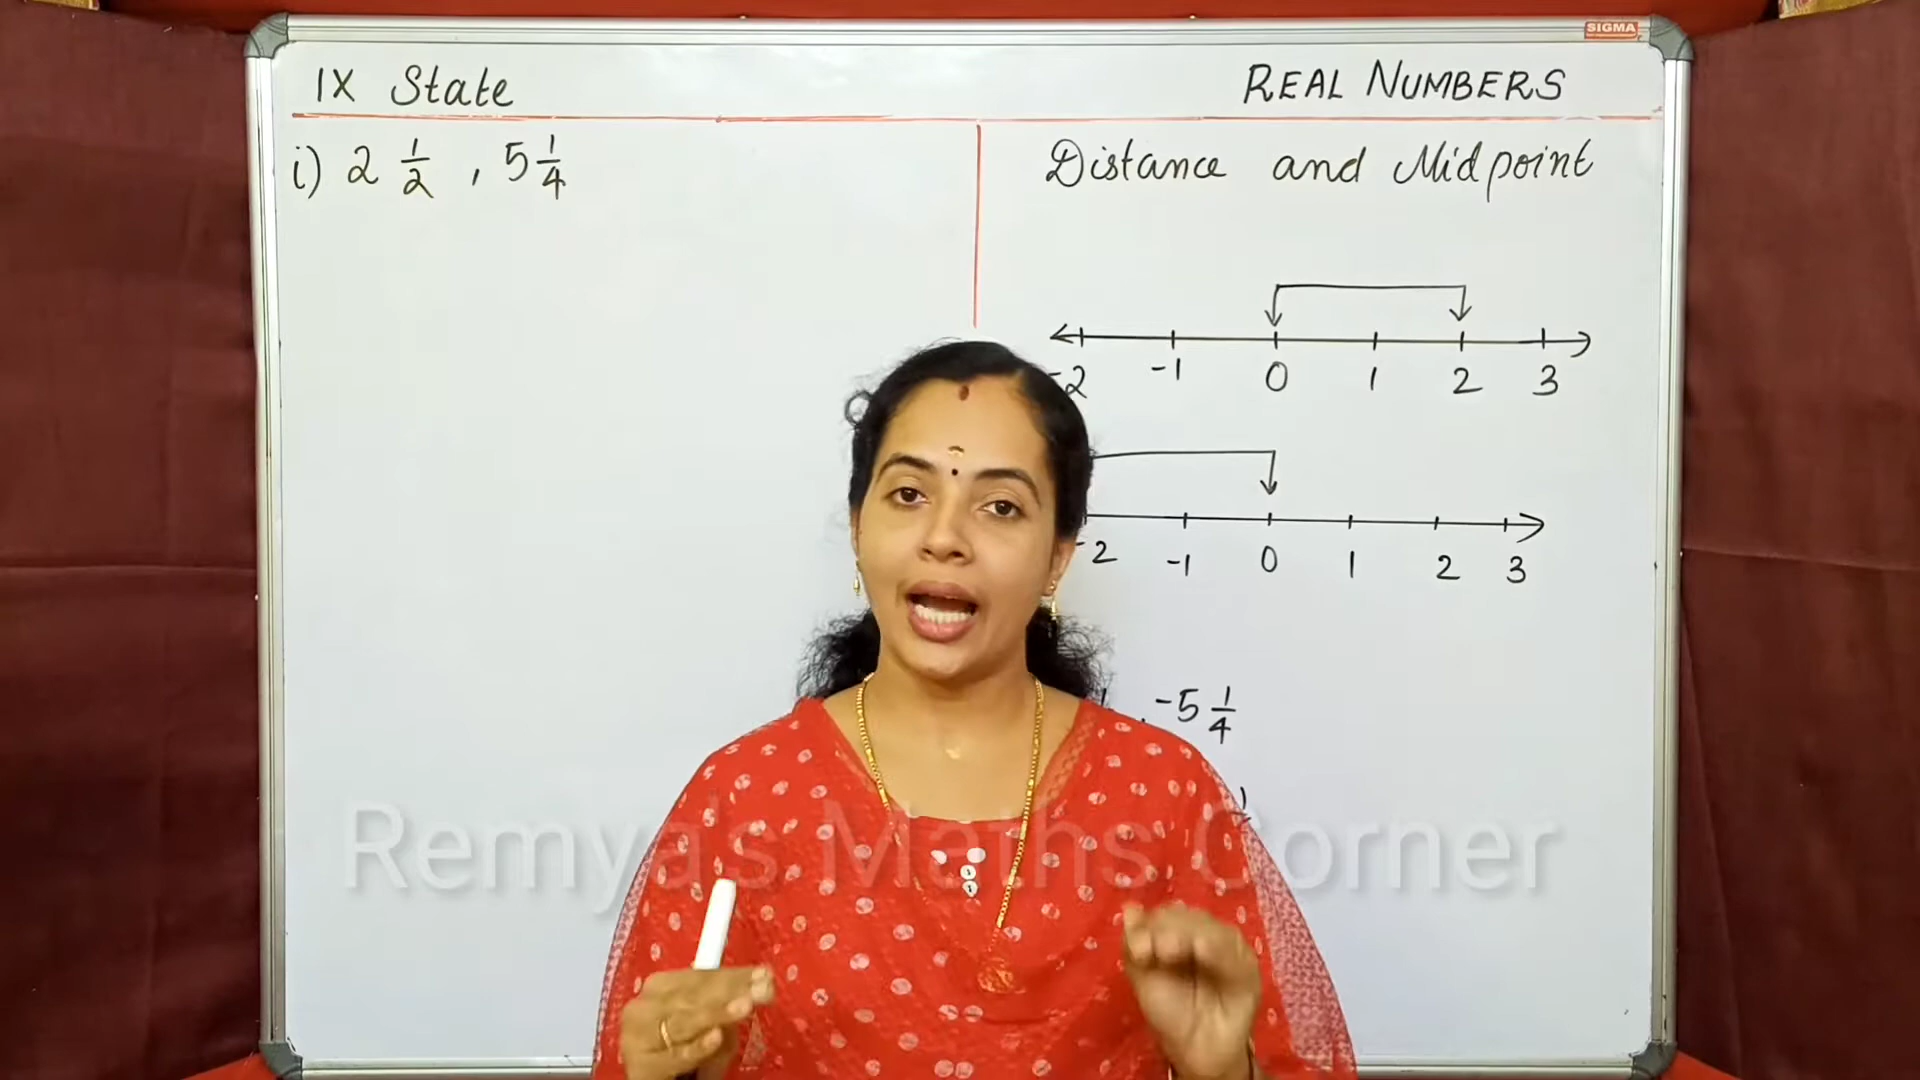 SIGMA
IX State
REAL NUMBERS
i) 2 1/2 , 5 1/4
Distance and Midpoint
-2 -1 0 1 2 3
-2 -1 0 1 2 3
, -5 1/4
Remya's Maths Corner